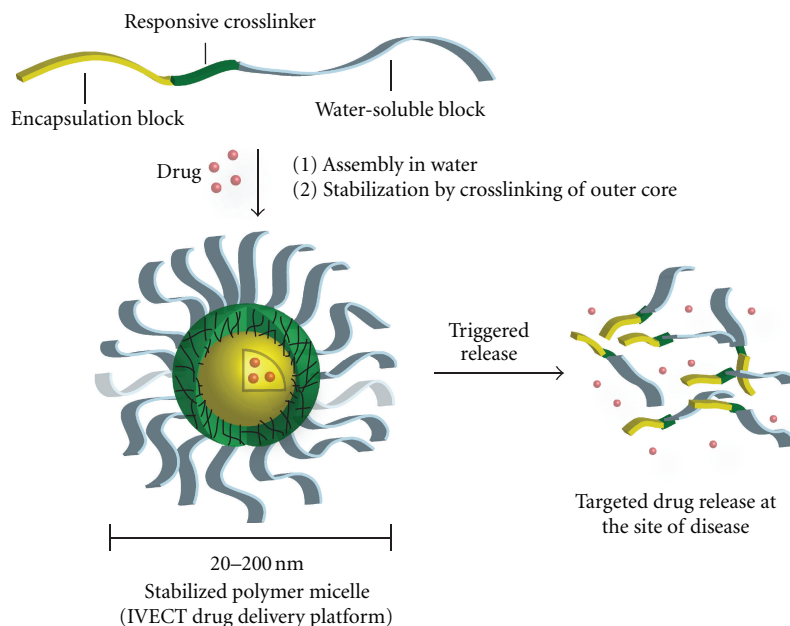 Responsive crosslinker
Encapsulation block
Water-soluble block
Drug
(1) Assembly in water
(2) Stabilization by crosslinking of outer core
Triggered
release
Targeted drug release at
the site of disease
20–200 nm
Stabilized polymer micelle
(IVECT drug delivery platform)